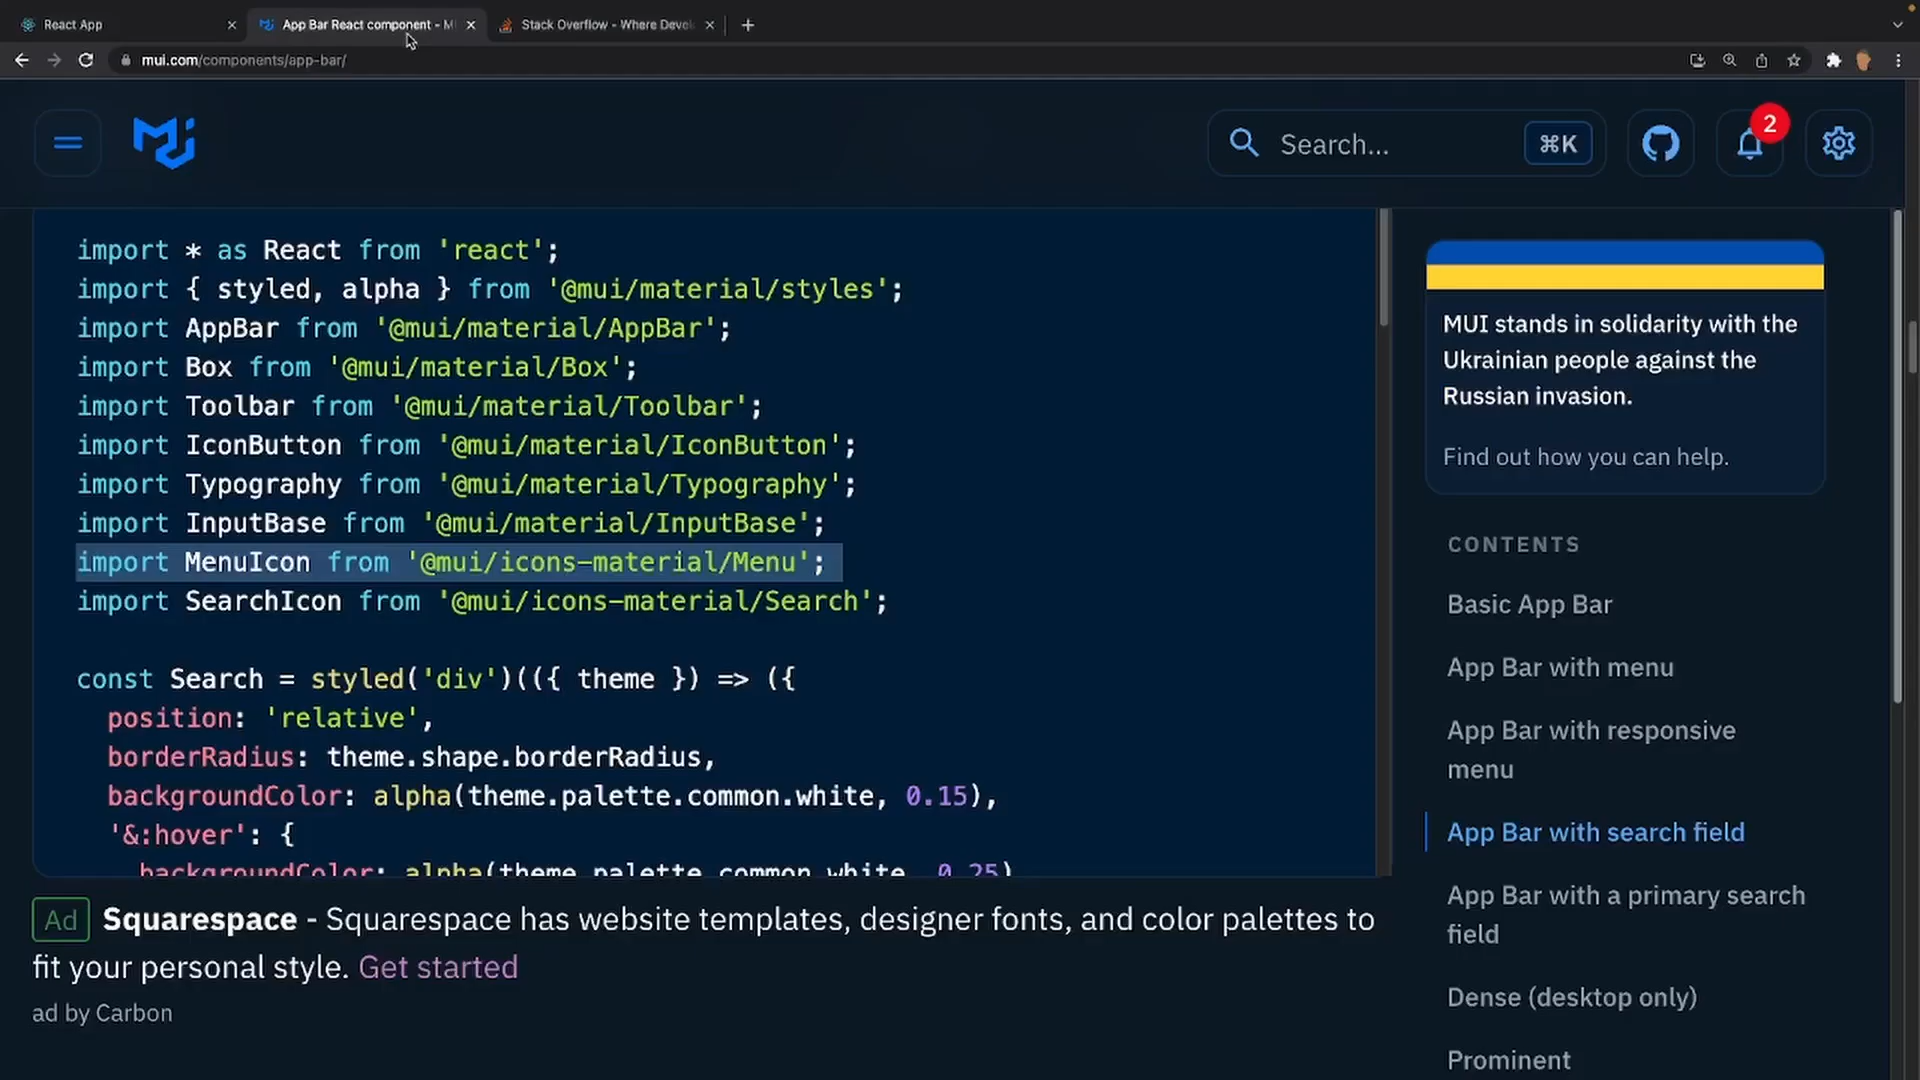 React App
App Bar React component - M
Stack Overflow - Where Devel
mui.com/components/app-bar/
Search...
⌘K
2
import * as React from 'react';
import { styled, alpha } from '@mui/material/styles';
import AppBar from '@mui/material/AppBar';
import Box from '@mui/material/Box';
import Toolbar from '@mui/material/Toolbar';
import IconButton from '@mui/material/IconButton';
import Typography from '@mui/material/Typography';
import InputBase from '@mui/material/InputBase';
import MenuIcon from '@mui/icons-material/Menu';
import SearchIcon from '@mui/icons-material/Search';
const Search = styled('div')(({ theme }) => ({
position: 'relative',
borderRadius: theme.shape.borderRadius,
backgroundColor: alpha(theme.palette.common.white, 0.15),
'&:hover': {
backgroundColor: alpha(theme.palette.common.white, 0.25)
MUI stands in solidarity with the
Ukrainian people against the
Russian invasion.
Find out how you can help.
CONTENTS
Basic App Bar
App Bar with menu
App Bar with responsive
menu
App Bar with search field
App Bar with a primary search
field
Dense (desktop only)
Prominent
Ad Squarespace - Squarespace has website templates, designer fonts, and color palettes to
fit your personal style. Get started
ad by Carbon